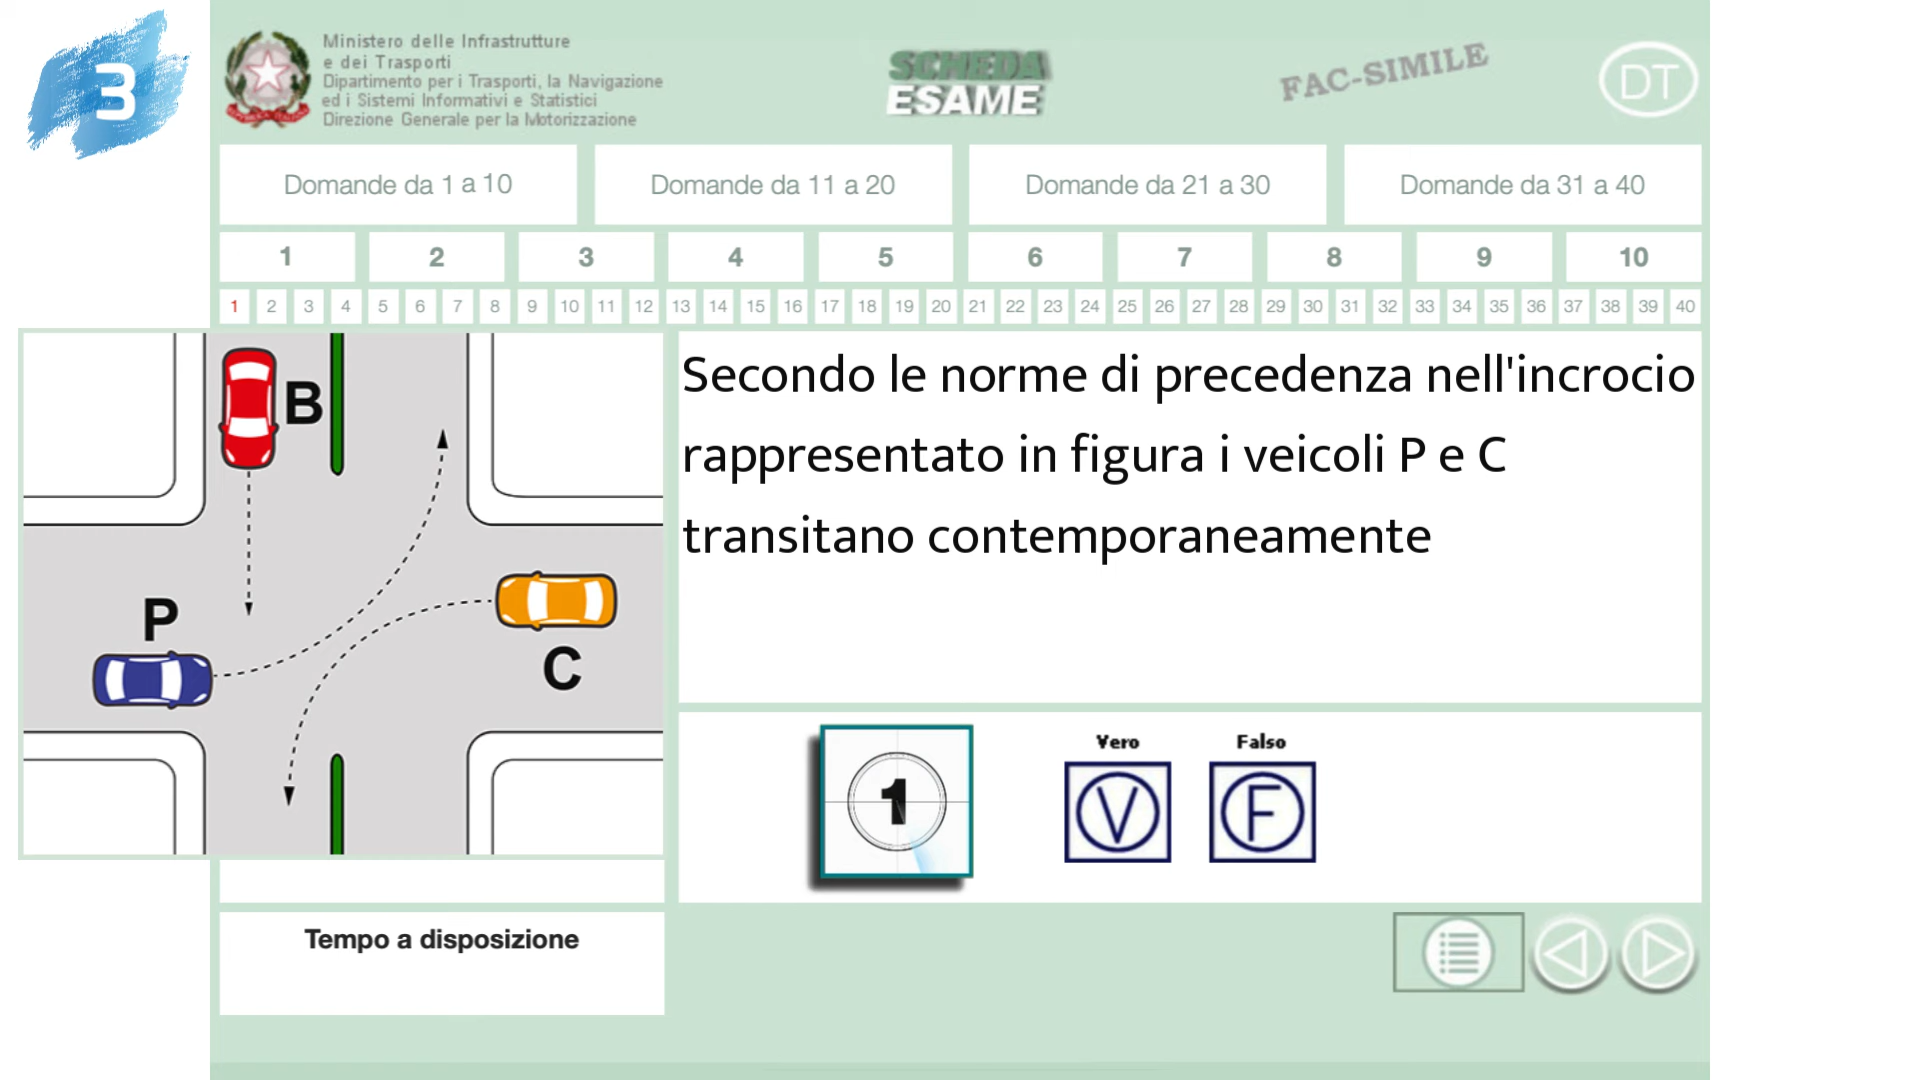 3
Ministero delle Infrastrutture
e dei Trasporti
Dipartimento per i Trasporti, la Navigazione
ed i Sistemi Informativi e Statistici
Direzione Generale per la Motorizzazione
SCHEDA
ESAME
FAC-SIMILE
DT
Domande da 1 a 10
Domande da 11 a 20
Domande da 21 a 30
Domande da 31 a 40
1 2 3 4 5 6 7 8 9 10
1 2 3 4 5 6 7 8 9 10 11 12 13 14 15 16 17 18 19 20 21 22 23 24 25 26 27 28 29 30 31 32 33 34 35 36 37 38 39 40
B
P
C
Secondo le norme di precedenza nell'incrocio
rappresentato in figura i veicoli P e C
transitano contemporaneamente
1
Vero
V
Falso
F
Tempo a disposizione